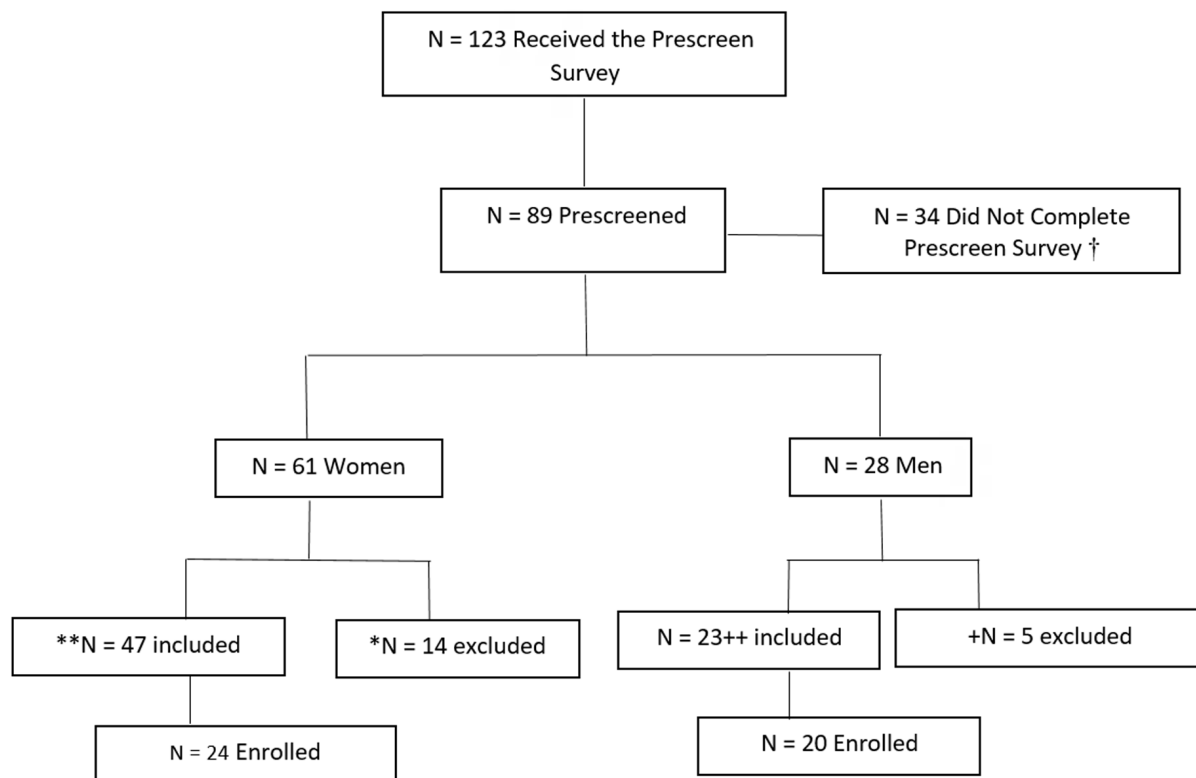 N = 123 Received the Prescreen
Survey
N = 89 Prescreened
N = 34 Did Not Complete
Prescreen Survey †
N = 61 Women
N = 28 Men
**N = 47 included
*N = 14 excluded
N = 23++ included
+N = 5 excluded
N = 24 Enrolled
N = 20 Enrolled